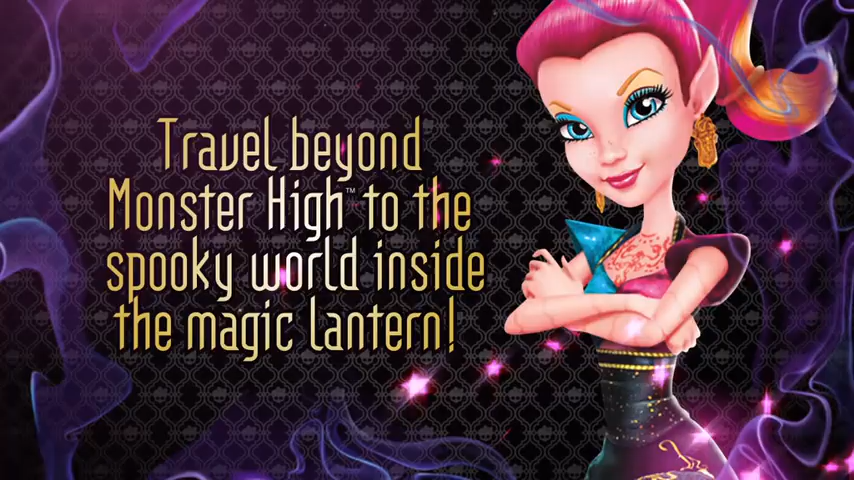 Travel beyond
Monster High™ to the
spooky world inside
the magic lantern!